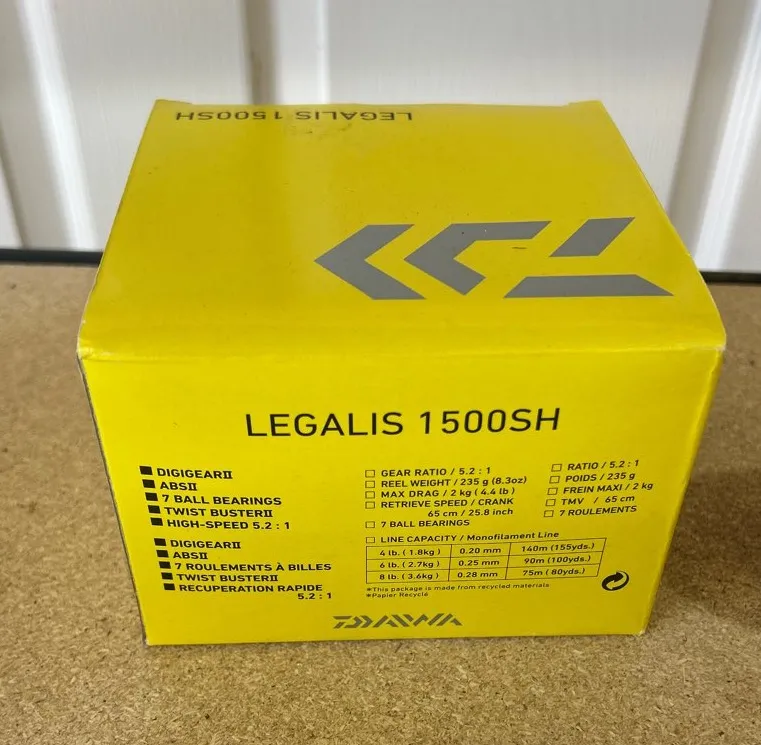 LEGALIS 1500SH
LEGALIS 1500SH
DIGIGEARII
ABSII
7 BALL BEARINGS
TWIST BUSTERII
HIGH-SPEED 5.2 : 1
DIGIGEARII
ABSII
7 ROULEMENTS À BILLES
TWIST BUSTERII
RECUPERATION RAPIDE
5.2 : 1
GEAR RATIO / 5.2 : 1
REEL WEIGHT / 235 g (8.3oz)
MAX DRAG / 2 kg ( 4.4 lb )
RETRIEVE SPEED / CRANK
65 cm / 25.8 inch
7 BALL BEARINGS
RATIO / 5.2 : 1
POIDS / 235 g
FREIN MAXI / 2 kg
TMV / 65 cm
7 ROULEMENTS
LINE CAPACITY / Monofilament Line
4 lb. ( 1.8kg ) 0.20 mm 140m (155yds.)
6 lb. ( 2.7kg ) 0.25 mm 90m (100yds.)
8 lb. ( 3.6kg ) 0.28 mm 75m ( 80yds.)
*This package is made from recycled materials
*Papier Recyclé
DAIWA